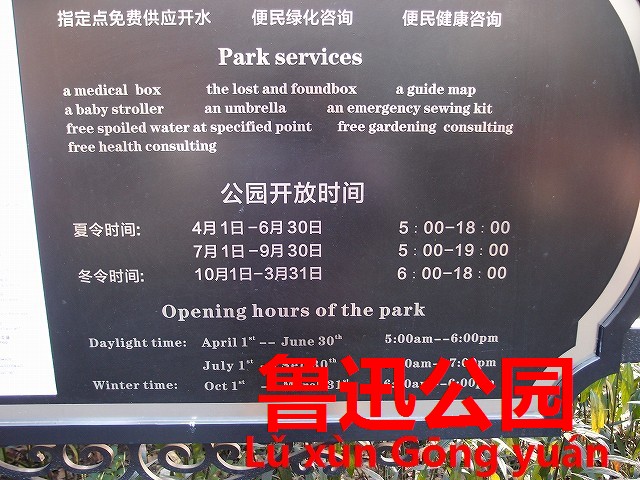 指定点免费供应开水 便民绿化咨询 便民健康咨询
Park services
a medical box the lost and foundbox a guide map
a baby stroller an umbrella an emergency sewing kit
free spoiled water at specified point free gardening consulting
free health consulting
公园开放时间
夏令时间: 4月1日-6月30日 5:00-18:00
7月1日-9月30日 5:00-19:00
冬令时间: 10月1日-3月31日 6:00-18:00
Opening hours of the park
Daylight time: April 1st -- June 30th 5:00am--6:00pm
July 1st 30th 00am--7:00pm
Winter time: Oct 1st March 31st
鲁迅公园
Lǔ xùn Gōng yuán